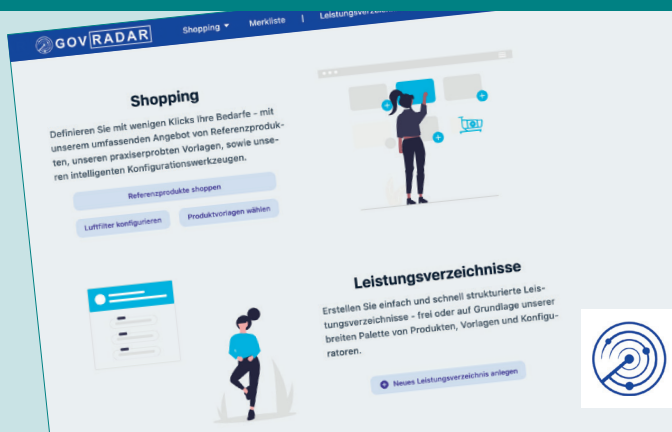 GOV RADAR
Shopping
Merkliste
Shopping
Definieren Sie mit wenigen Klicks Ihre Bedarfe - mit
unserem umfassenden Angebot von Referenzproduk-
ten, unseren praxiserprobten Vorlagen, sowie unse-
ren intelligenten Konfigurationswerkzeugen.
Referenzprodukte shoppen
Luftfilter konfigurieren
Produktvorlagen wählen
Leistungsverzeichnisse
Erstellen Sie einfach und schnell strukturierte Leis-
tungsverzeichnisse - frei oder auf Grundlage unserer
breiten Palette von Produkten, Vorlagen und Konfigu-
ratoren.
Neues Leistungsverzeichnis anlegen